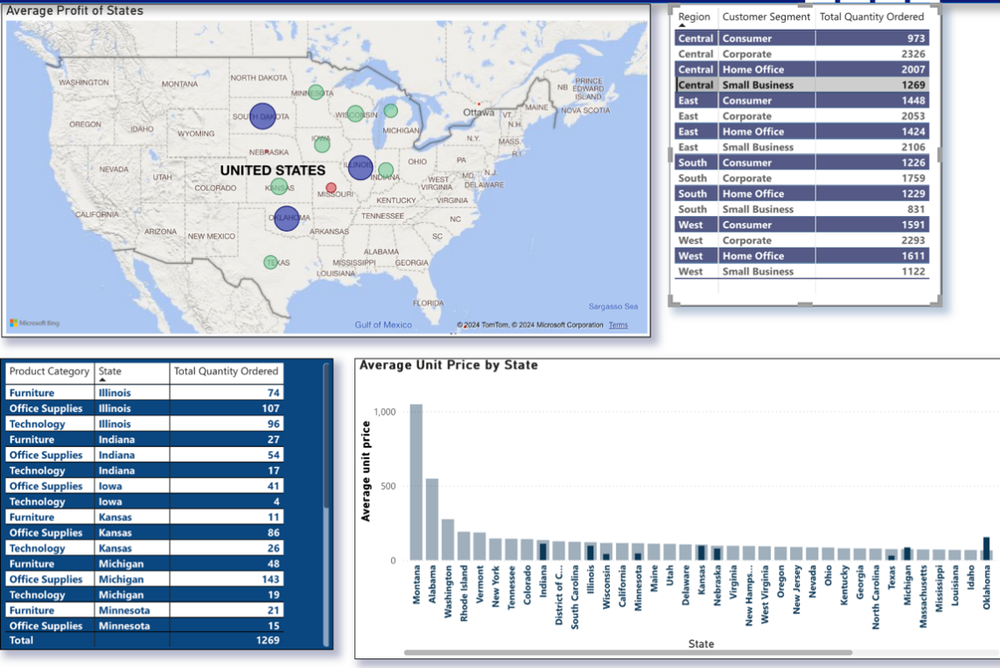 Average Profit of States
WASHINGTON
MONTANA
NORTH DAKOTA
MINNESOTA
OREGON
IDAHO
WYOMING
SOUTH DAKOTA
WISCONSIN
MICHIGAN
Ottawa
NB
PRINCE
EDWARD
ISLAND
NOVA SCOTIA
MAINE
VT.
N.H.
MASS.
R.I.
N.Y.
IOWA
NEBRASKA
UNITED STATES
ILLINOIS
INDIANA
OHIO
PA
N.J.
MD
DELAWARE
NEVADA
UTAH
COLORADO
KANSAS
MISSOURI
WEST
VIRGINIA
VIRGINIA
KENTUCKY
CALIFORNIA
ARIZONA
NEW MEXICO
OKLAHOMA
ARKANSAS
TENNESSEE
NC
SC
TEXAS
LOUISIANA
MISSISSIPPI
ALABAMA
GEORGIA
FLORIDA
Gulf of Mexico
Sargasso Sea
Microsoft Bing
© 2024 TomTom, © 2024 Microsoft Corporation Terms
Region Customer Segment Total Quantity Ordered
Central Consumer 973
Central Corporate 2326
Central Home Office 2007
Central Small Business 1269
East Consumer 1448
East Corporate 2053
East Home Office 1424
East Small Business 2106
South Consumer 1226
South Corporate 1759
South Home Office 1229
South Small Business 831
West Consumer 1591
West Corporate 2293
West Home Office 1611
West Small Business 1122
Product Category State Total Quantity Ordered
Furniture Illinois 74
Office Supplies Illinois 107
Technology Illinois 96
Furniture Indiana 27
Office Supplies Indiana 54
Technology Indiana 17
Office Supplies Iowa 41
Technology Iowa 4
Furniture Kansas 11
Office Supplies Kansas 86
Technology Kansas 26
Furniture Michigan 48
Office Supplies Michigan 143
Technology Michigan 19
Furniture Minnesota 21
Office Supplies Minnesota 15
Total 1269
Average Unit Price by State
Average unit price
1,000
500
0
Montana
Alabama
Washington
Rhode Island
Vermont
New York
Tennessee
Colorado
Indiana
District of C...
South Carolina
Illinois
Wisconsin
California
Minnesota
Maine
Utah
Delaware
Kansas
Nebraska
Virginia
New Hamps...
West Virginia
Oregon
New Jersey
Nevada
Ohio
Kentucky
Georgia
North Carolina
Texas
Michigan
Massachusetts
Mississippi
Louisiana
Idaho
Oklahoma
State